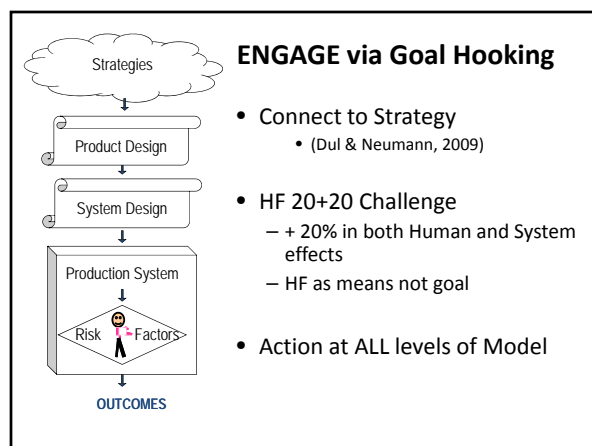 Strategies
Product Design
System Design
Production System
Risk Factors
OUTCOMES
ENGAGE via Goal Hooking
• Connect to Strategy
• (Dul & Neumann, 2009)
• HF 20+20 Challenge
– + 20% in both Human and System
effects
– HF as means not goal
• Action at ALL levels of Model